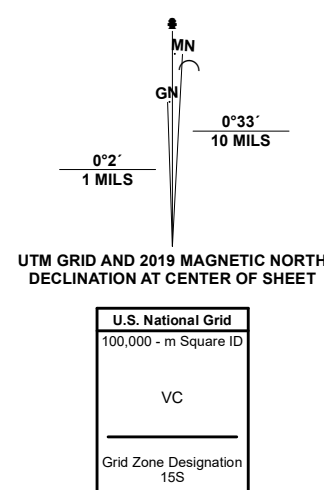 MN
GN
0°33´
10 MILS
0°2´
1 MILS
UTM GRID AND 2019 MAGNETIC NORTH
DECLINATION AT CENTER OF SHEET
U.S. National Grid
100,000 - m Square ID
VC
Grid Zone Designation
15S